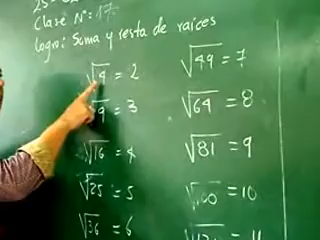 Clase N°: 17
Logro: Suma y resta de raíces
√4 = 2
√9 = 3
√16 = 4
√25 = 5
√36 = 6
√49 = 7
√64 = 8
√81 = 9
√100 = 10